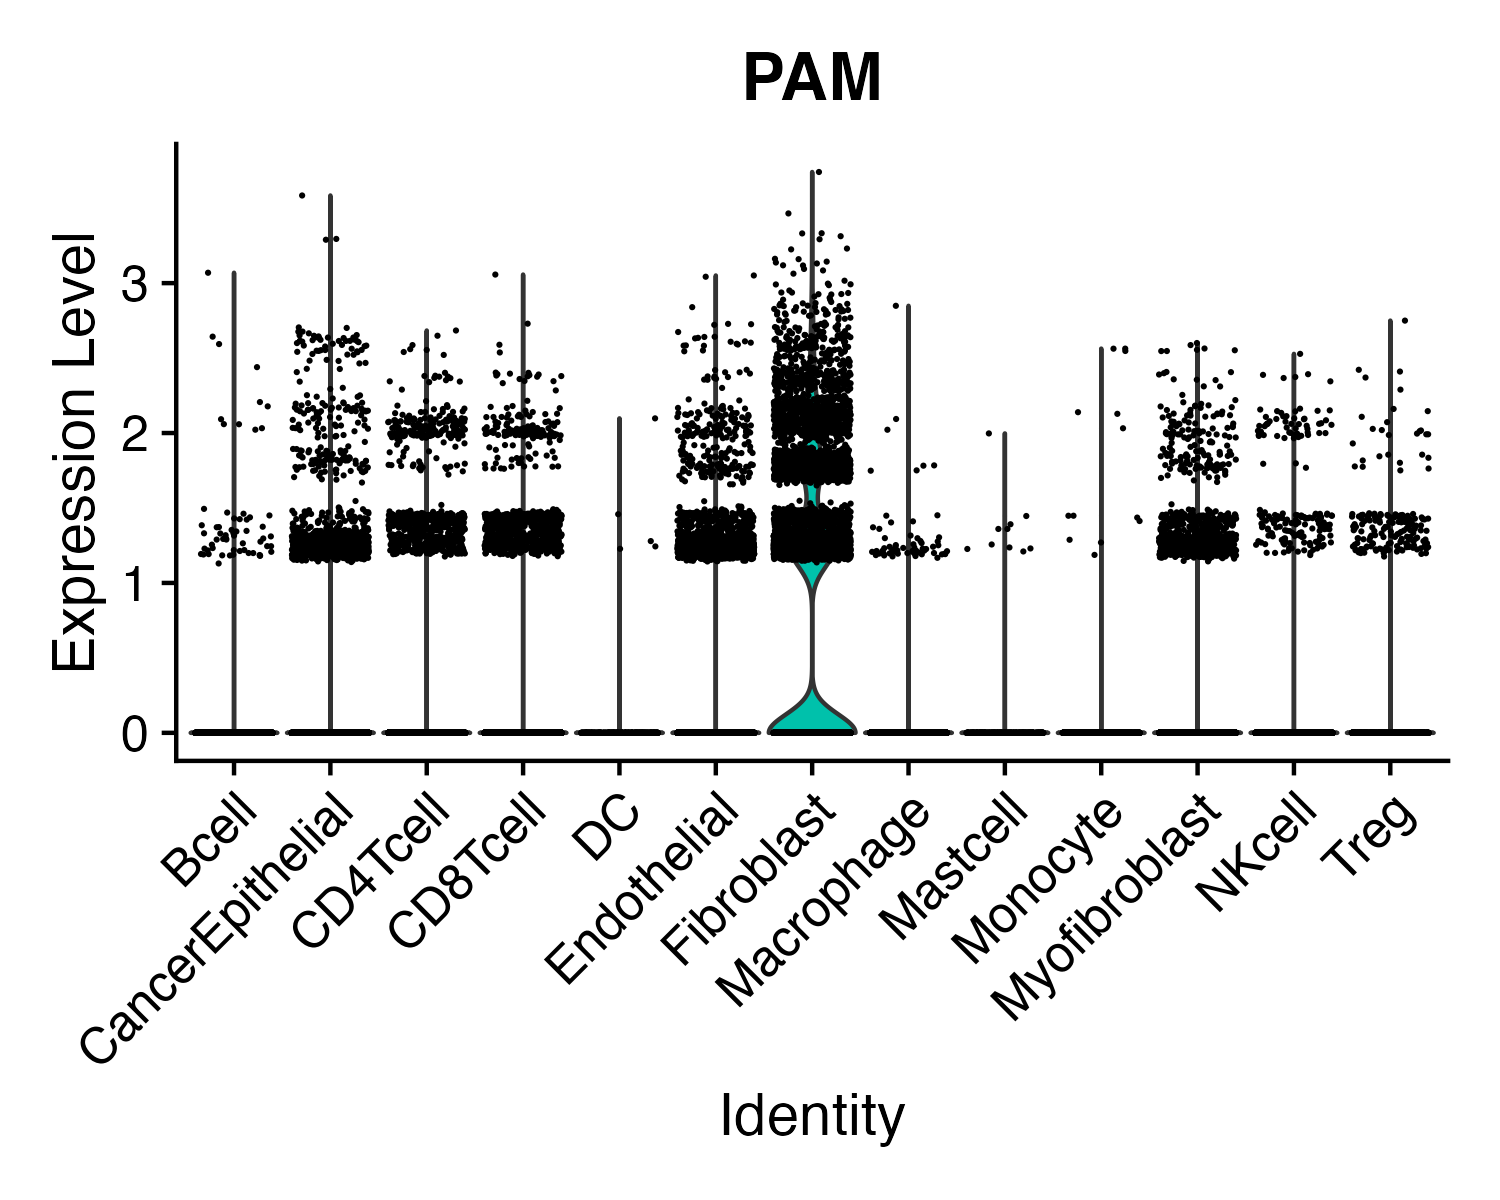 PAM
Expression Level
3
2
1
0
Bcell
CancerEpithelial
CD4Tcell
CD8Tcell
DC
Endothelial
Fibroblast
Macrophage
Mastcell
Monocyte
Myofibroblast
NKcell
Treg
Identity